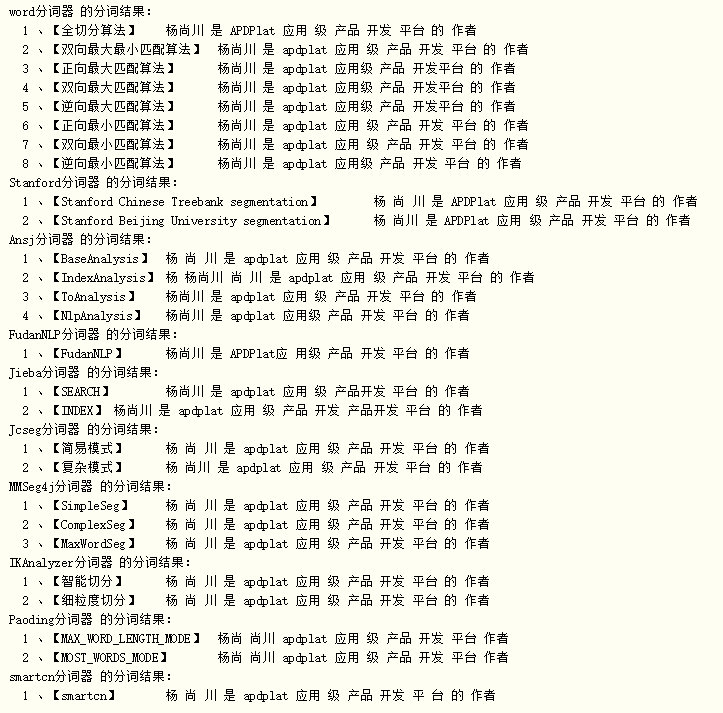 word分词器 的分词结果:
1 、【全切分算法】 杨尚川 是 APDPlat 应用 级 产品 开发 平台 的 作者
2 、【双向最大最小匹配算法】 杨尚川 是 apdplat 应用 级 产品 开发 平台 的 作者
3 、【正向最大匹配算法】 杨尚川 是 apdplat 应用级 产品 开发平台 的 作者
4 、【双向最大匹配算法】 杨尚川 是 apdplat 应用 级 产品 开发平台 的 作者
5 、【逆向最大匹配算法】 杨尚川 是 apdplat 应用 级 产品 开发平台 的 作者
6 、【正向最小匹配算法】 杨尚川 是 apdplat 应用 级 产品 开发 平台 的 作者
7 、【双向最小匹配算法】 杨尚川 是 apdplat 应用 级 产品 开发 平台 的 作者
8 、【逆向最小匹配算法】 杨尚川 是 apdplat 应用级 产品 开发 平台 的 作者
Stanford分词器 的分词结果:
1 、【Stanford Chinese Treebank segmentation】 杨 尚 川 是 APDPlat 应用 级 产品 开发 平台 的 作者
2 、【Stanford Beijing University segmentation】 杨 尚川 是 APDPlat 应用 级 产品 开发 平台 的 作者
Ansj分词器 的分词结果:
1 、【BaseAnalysis】 杨 尚 川 是 apdplat 应用 级 产品 开发 平台 的 作者
2 、【IndexAnalysis】 杨 杨尚川 尚 川 是 apdplat 应用 级 产品 开发 平台 的 作者
3 、【ToAnalysis】 杨尚川 是 apdplat 应用 级 产品 开发 平台 的 作者
4 、【NlpAnalysis】 杨尚川 是 apdplat 应用级 产品 开发 平台 的 作者
FudanNLP分词器 的分词结果:
1 、【FudanNLP】 杨尚川 是 APDPlat应 用级 产品 开发 平台 的 作者
Jieba分词器 的分词结果:
1 、【SEARCH】 杨尚川 是 apdplat 应用 级 产品开发 平台 的 作者
2 、【INDEX】 杨尚川 是 apdplat 应用 级 产品 开发 产品开发 平台 的 作者
Jcseg分词器 的分词结果:
1 、【简易模式】 杨 尚 川 是 apdplat 应用 级 产品 开发 平台 的 作者
2 、【复杂模式】 杨 尚川 是 apdplat 应用 级 产品 开发 平台 的 作者
MMSeg4j分词器 的分词结果:
1 、【SimpleSeg】 杨 尚 川 是 apdplat 应用 级 产品 开发 平台 的 作者
2 、【ComplexSeg】 杨 尚 川 是 apdplat 应用 级 产品 开发 平台 的 作者
3 、【MaxWordSeg】 杨 尚 川 是 apdplat 应用 级 产品 开发 平台 的 作者
IKAnalyzer分词器 的分词结果:
1 、【智能切分】 杨 尚 川 是 apdplat 应用 级 产品 开发 平台 的 作者
2 、【细粒度切分】 杨 尚 川 是 apdplat 应用 级 产品 开发 平台 的 作者
Paoding分词器 的分词结果:
1 、【MAX_WORD_LENGTH_MODE】 杨尚 尚川 apdplat 应用 级 产品 开发 平台 作者
2 、【MOST_WORDS_MODE】 杨尚 尚川 apdplat 应用 级 产品 开发 平台 作者
smartcn分词器 的分词结果:
1 、【smartcn】 杨 尚 川 是 apdplat 应用 级 产品 开发 平 台 的 作者